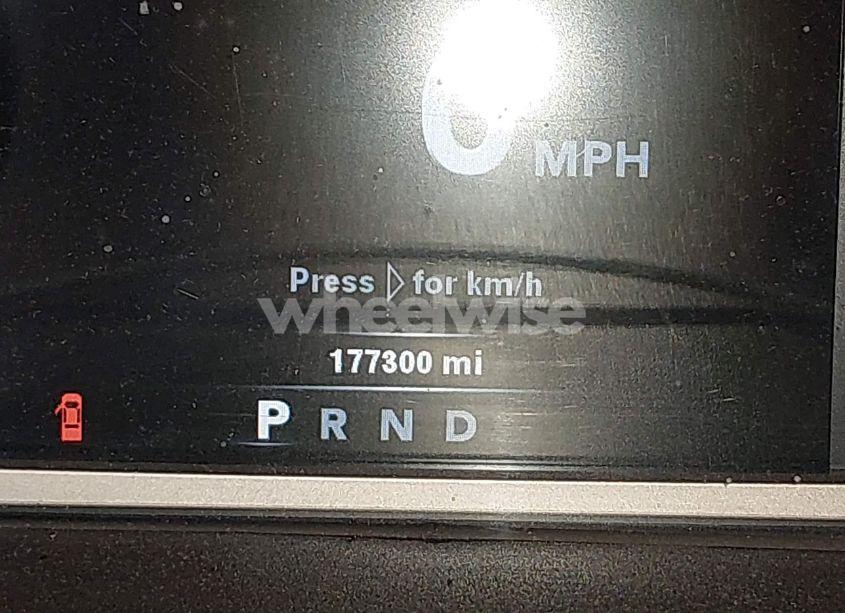 0 MPH
Press ▷ for km/h
wheelwise
177300 mi
P R N D